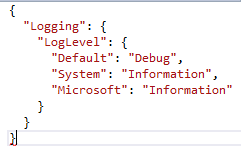 {
  "Logging": {
    "LogLevel": {
      "Default": "Debug",
      "System": "Information",
      "Microsoft": "Information"
    }
  }
}